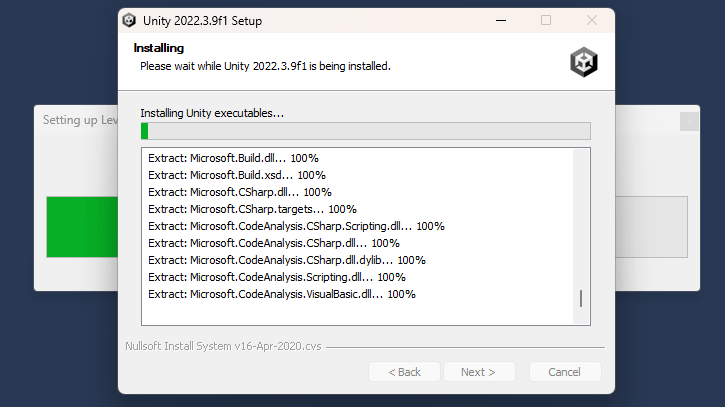 Unity 2022.3.9f1 Setup
Installing
Please wait while Unity 2022.3.9f1 is being installed.
Setting up Lev
Installing Unity executables...
Extract: Microsoft.Build.dll... 100%
Extract: Microsoft.Build.xsd... 100%
Extract: Microsoft.CSharp.dll... 100%
Extract: Microsoft.CSharp.targets... 100%
Extract: Microsoft.CodeAnalysis.CSharp.Scripting.dll... 100%
Extract: Microsoft.CodeAnalysis.CSharp.dll... 100%
Extract: Microsoft.CodeAnalysis.CSharp.dll.dylib... 100%
Extract: Microsoft.CodeAnalysis.Scripting.dll... 100%
Extract: Microsoft.CodeAnalysis.VisualBasic.dll... 100%
Nullsoft Install System v16-Apr-2020.cvs
< Back Next > Cancel